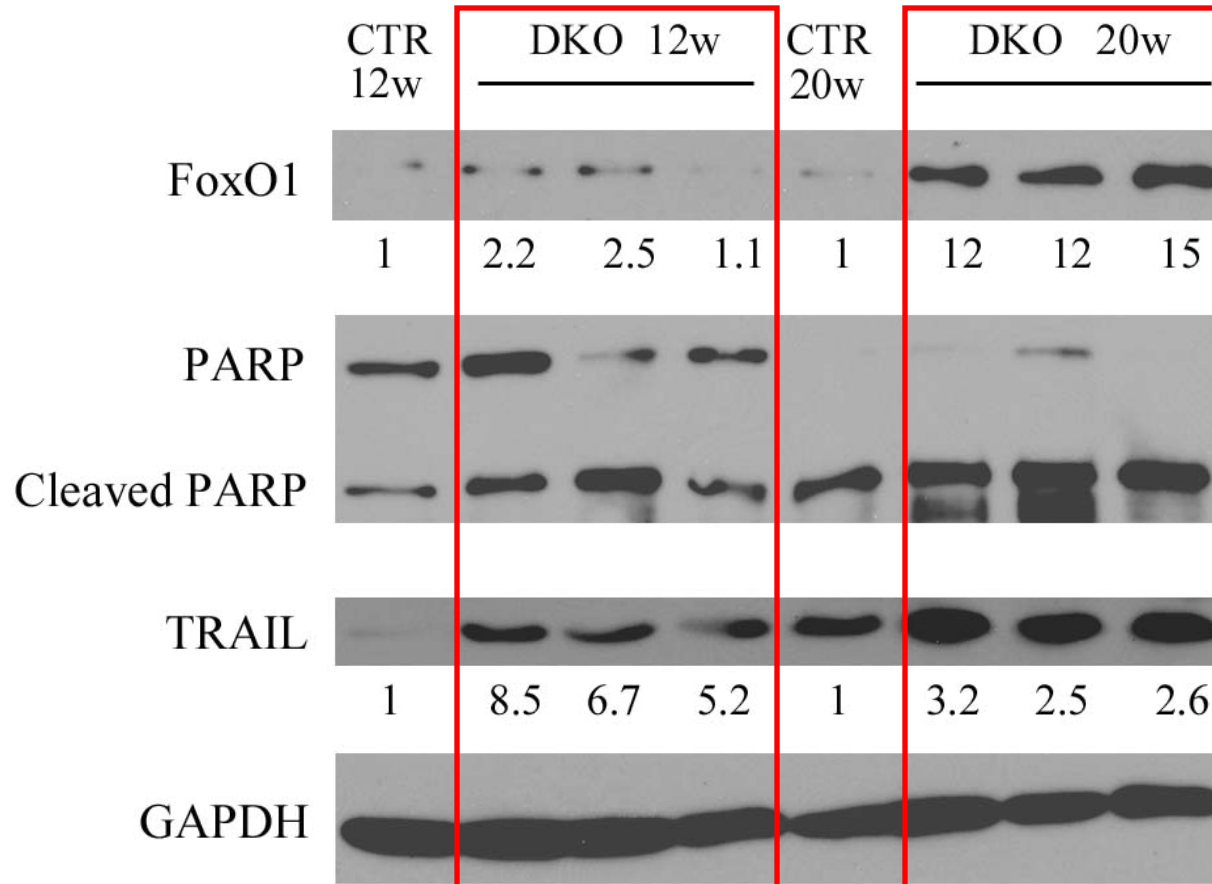 CTR DKO 12w CTR DKO 20w
12w 20w
FoxO1
1 2.2 2.5 1.1 1 12 12 15
PARP
Cleaved PARP
TRAIL
1 8.5 6.7 5.2 1 3.2 2.5 2.6
GAPDH